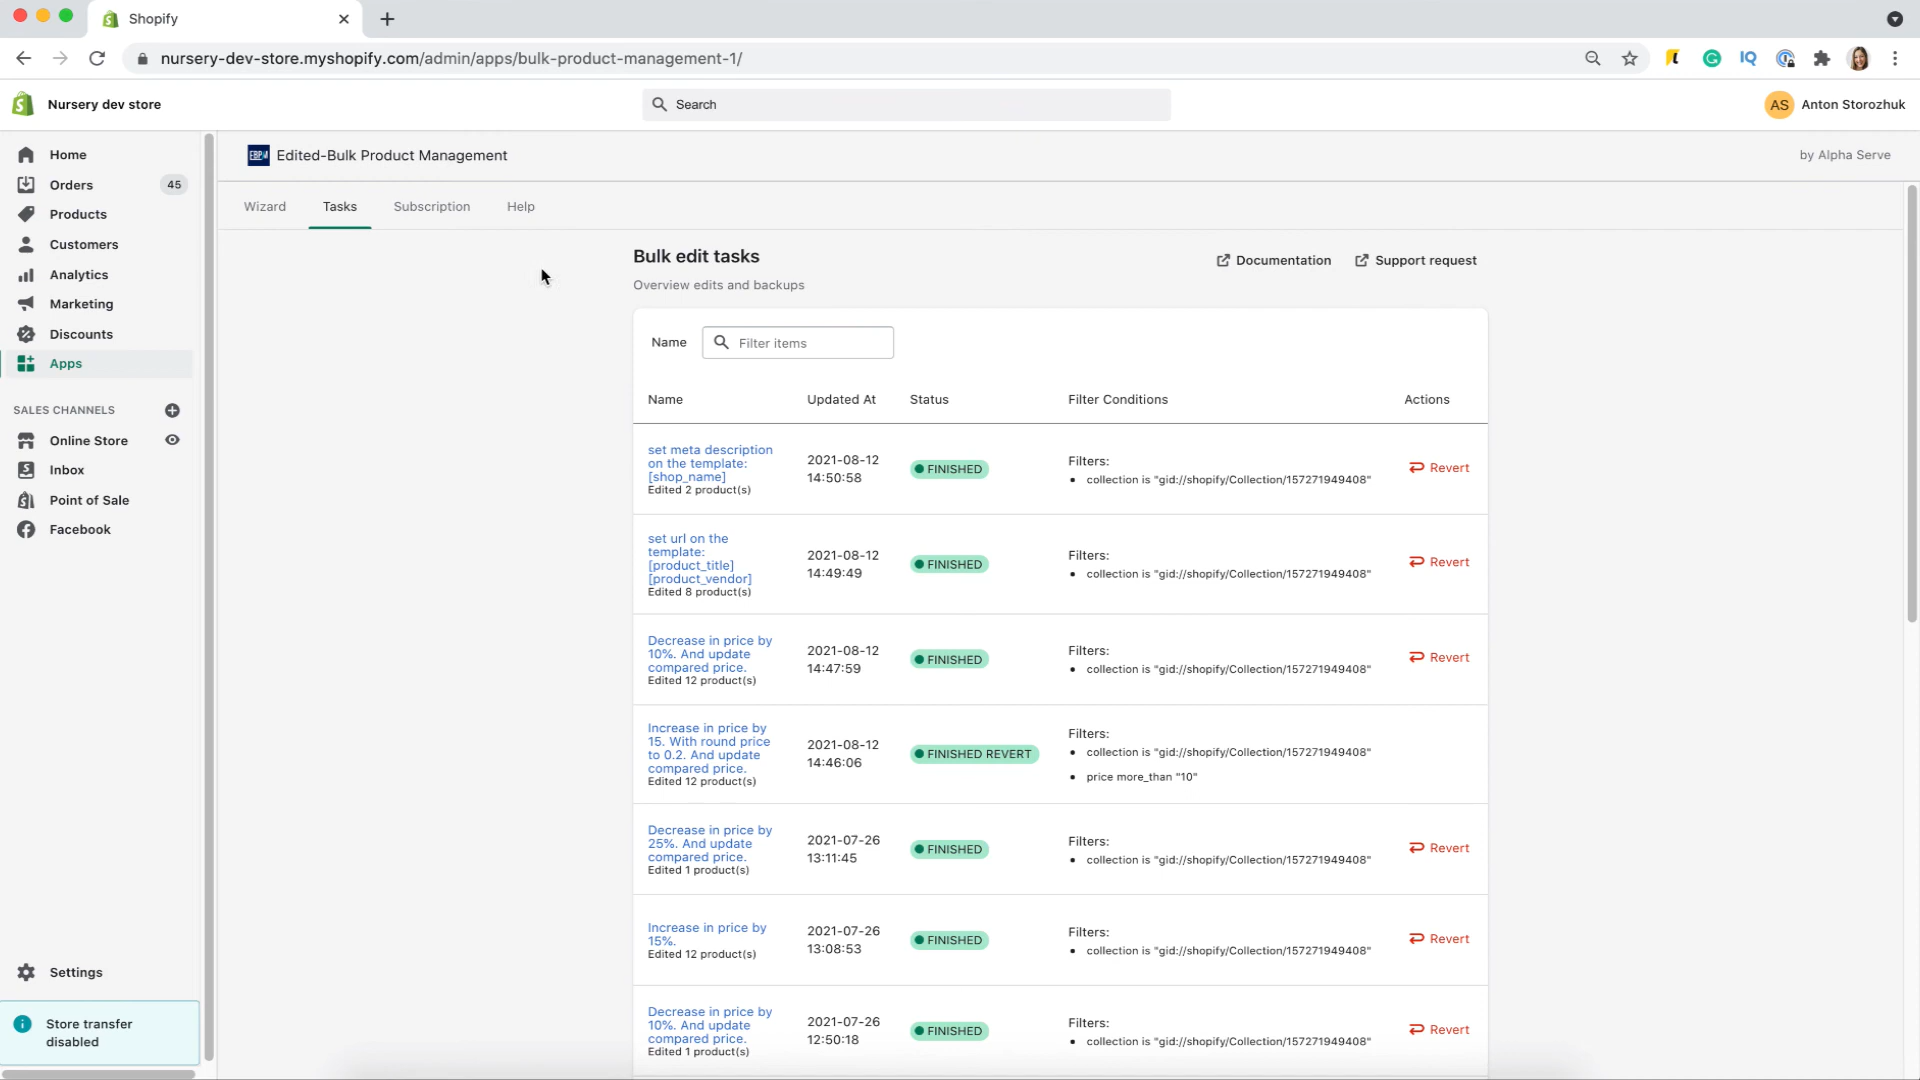 Shopify
nursery-dev-store.myshopify.com/admin/apps/bulk-product-management-1/
IQ
Nursery dev store
Search
AS Anton Storozhuk
Home
Orders 45
Products
Customers
Analytics
Marketing
Discounts
Apps
SALES CHANNELS
Online Store
Inbox
Point of Sale
Facebook
Settings
Store transfer
disabled
EBPM Edited-Bulk Product Management
by Alpha Serve
Wizard Tasks Subscription Help
Bulk edit tasks
Overview edits and backups
Documentation Support request
Name Filter items
Name Updated At Status Filter Conditions Actions
set meta description
on the template:
[shop_name]
Edited 2 product(s)
2021-08-12
14:50:58
FINISHED
Filters:
• collection is "gid://shopify/Collection/157271949408"
Revert
set url on the
template:
[product_title]
[product_vendor]
Edited 8 product(s)
2021-08-12
14:49:49
FINISHED
Filters:
• collection is "gid://shopify/Collection/157271949408"
Revert
Decrease in price by
10%. And update
compared price.
Edited 12 product(s)
2021-08-12
14:47:59
FINISHED
Filters:
• collection is "gid://shopify/Collection/157271949408"
Revert
Increase in price by
15. With round price
to 0.2. And update
compared price.
Edited 12 product(s)
2021-08-12
14:46:06
FINISHED REVERT
Filters:
• collection is "gid://shopify/Collection/157271949408"
• price more_than "10"
Decrease in price by
25%. And update
compared price.
Edited 1 product(s)
2021-07-26
13:11:45
FINISHED
Filters:
• collection is "gid://shopify/Collection/157271949408"
Revert
Increase in price by
15%.
Edited 12 product(s)
2021-07-26
13:08:53
FINISHED
Filters:
• collection is "gid://shopify/Collection/157271949408"
Revert
Decrease in price by
10%. And update
compared price.
Edited 1 product(s)
2021-07-26
12:50:18
FINISHED
Filters:
• collection is "gid://shopify/Collection/157271949408"
Revert